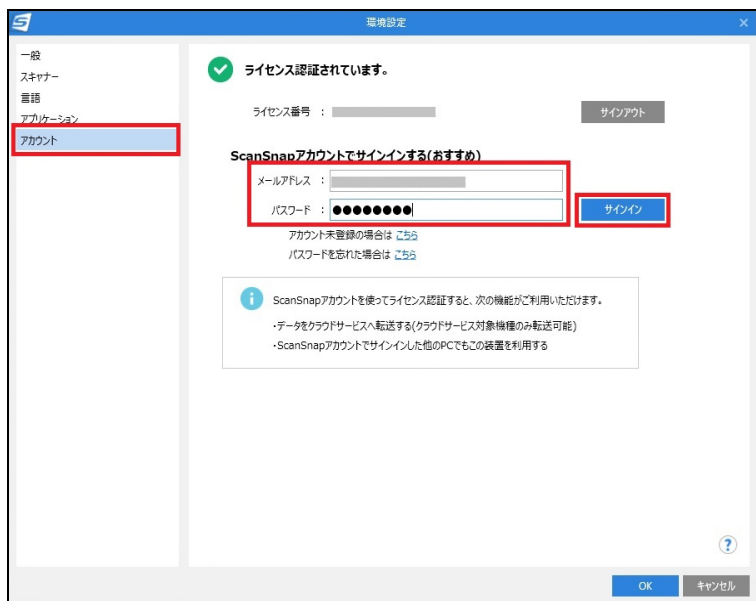 環境設定
一般
スキャナー
言語
アプリケーション
アカウント
ライセンス認証されています。
ライセンス番号 :
サインアウト
ScanSnapアカウントでサインインする(おすすめ)
メールアドレス :
パスワード : ●●●●●●●●
サインイン
アカウント未登録の場合は こちら
パスワードを忘れた場合は こちら
ScanSnapアカウントを使ってライセンス認証すると、次の機能がご利用いただけます。
・データをクラウドサービスへ転送する(クラウドサービス対象機種のみ転送可能)
・ScanSnapアカウントでサインインした他のPCでもこの装置を利用する
?
OK キャンセル